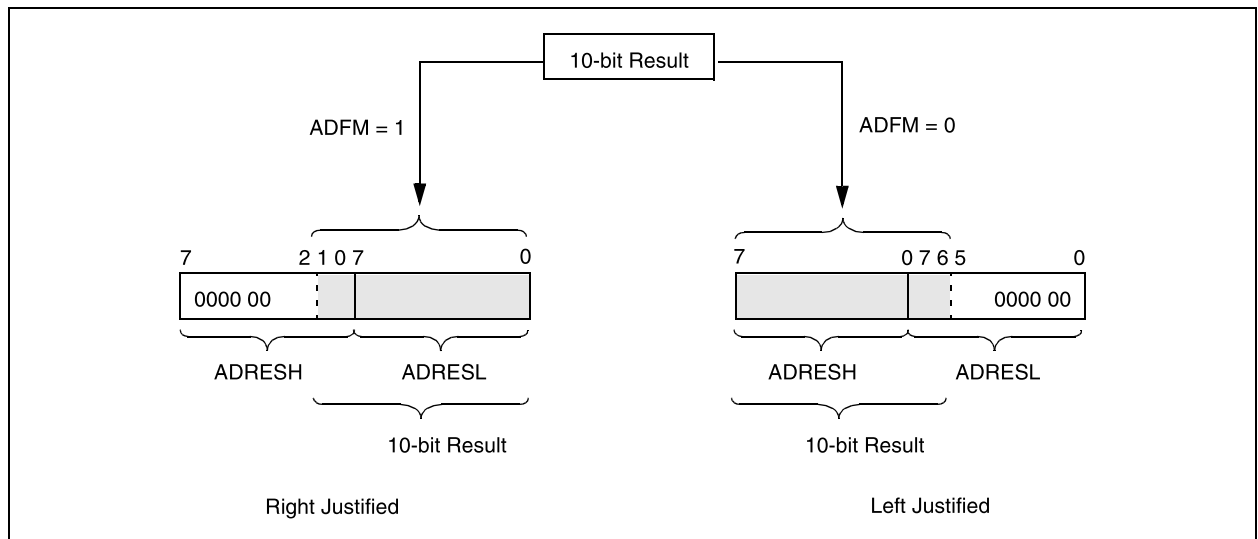 10-bit Result
ADFM = 1
ADFM = 0
7 2 1 0 7 0
7 0 7 6 5 0
0000 00
0000 00
ADRESH ADRESL
ADRESH ADRESL
10-bit Result
10-bit Result
Right Justified
Left Justified